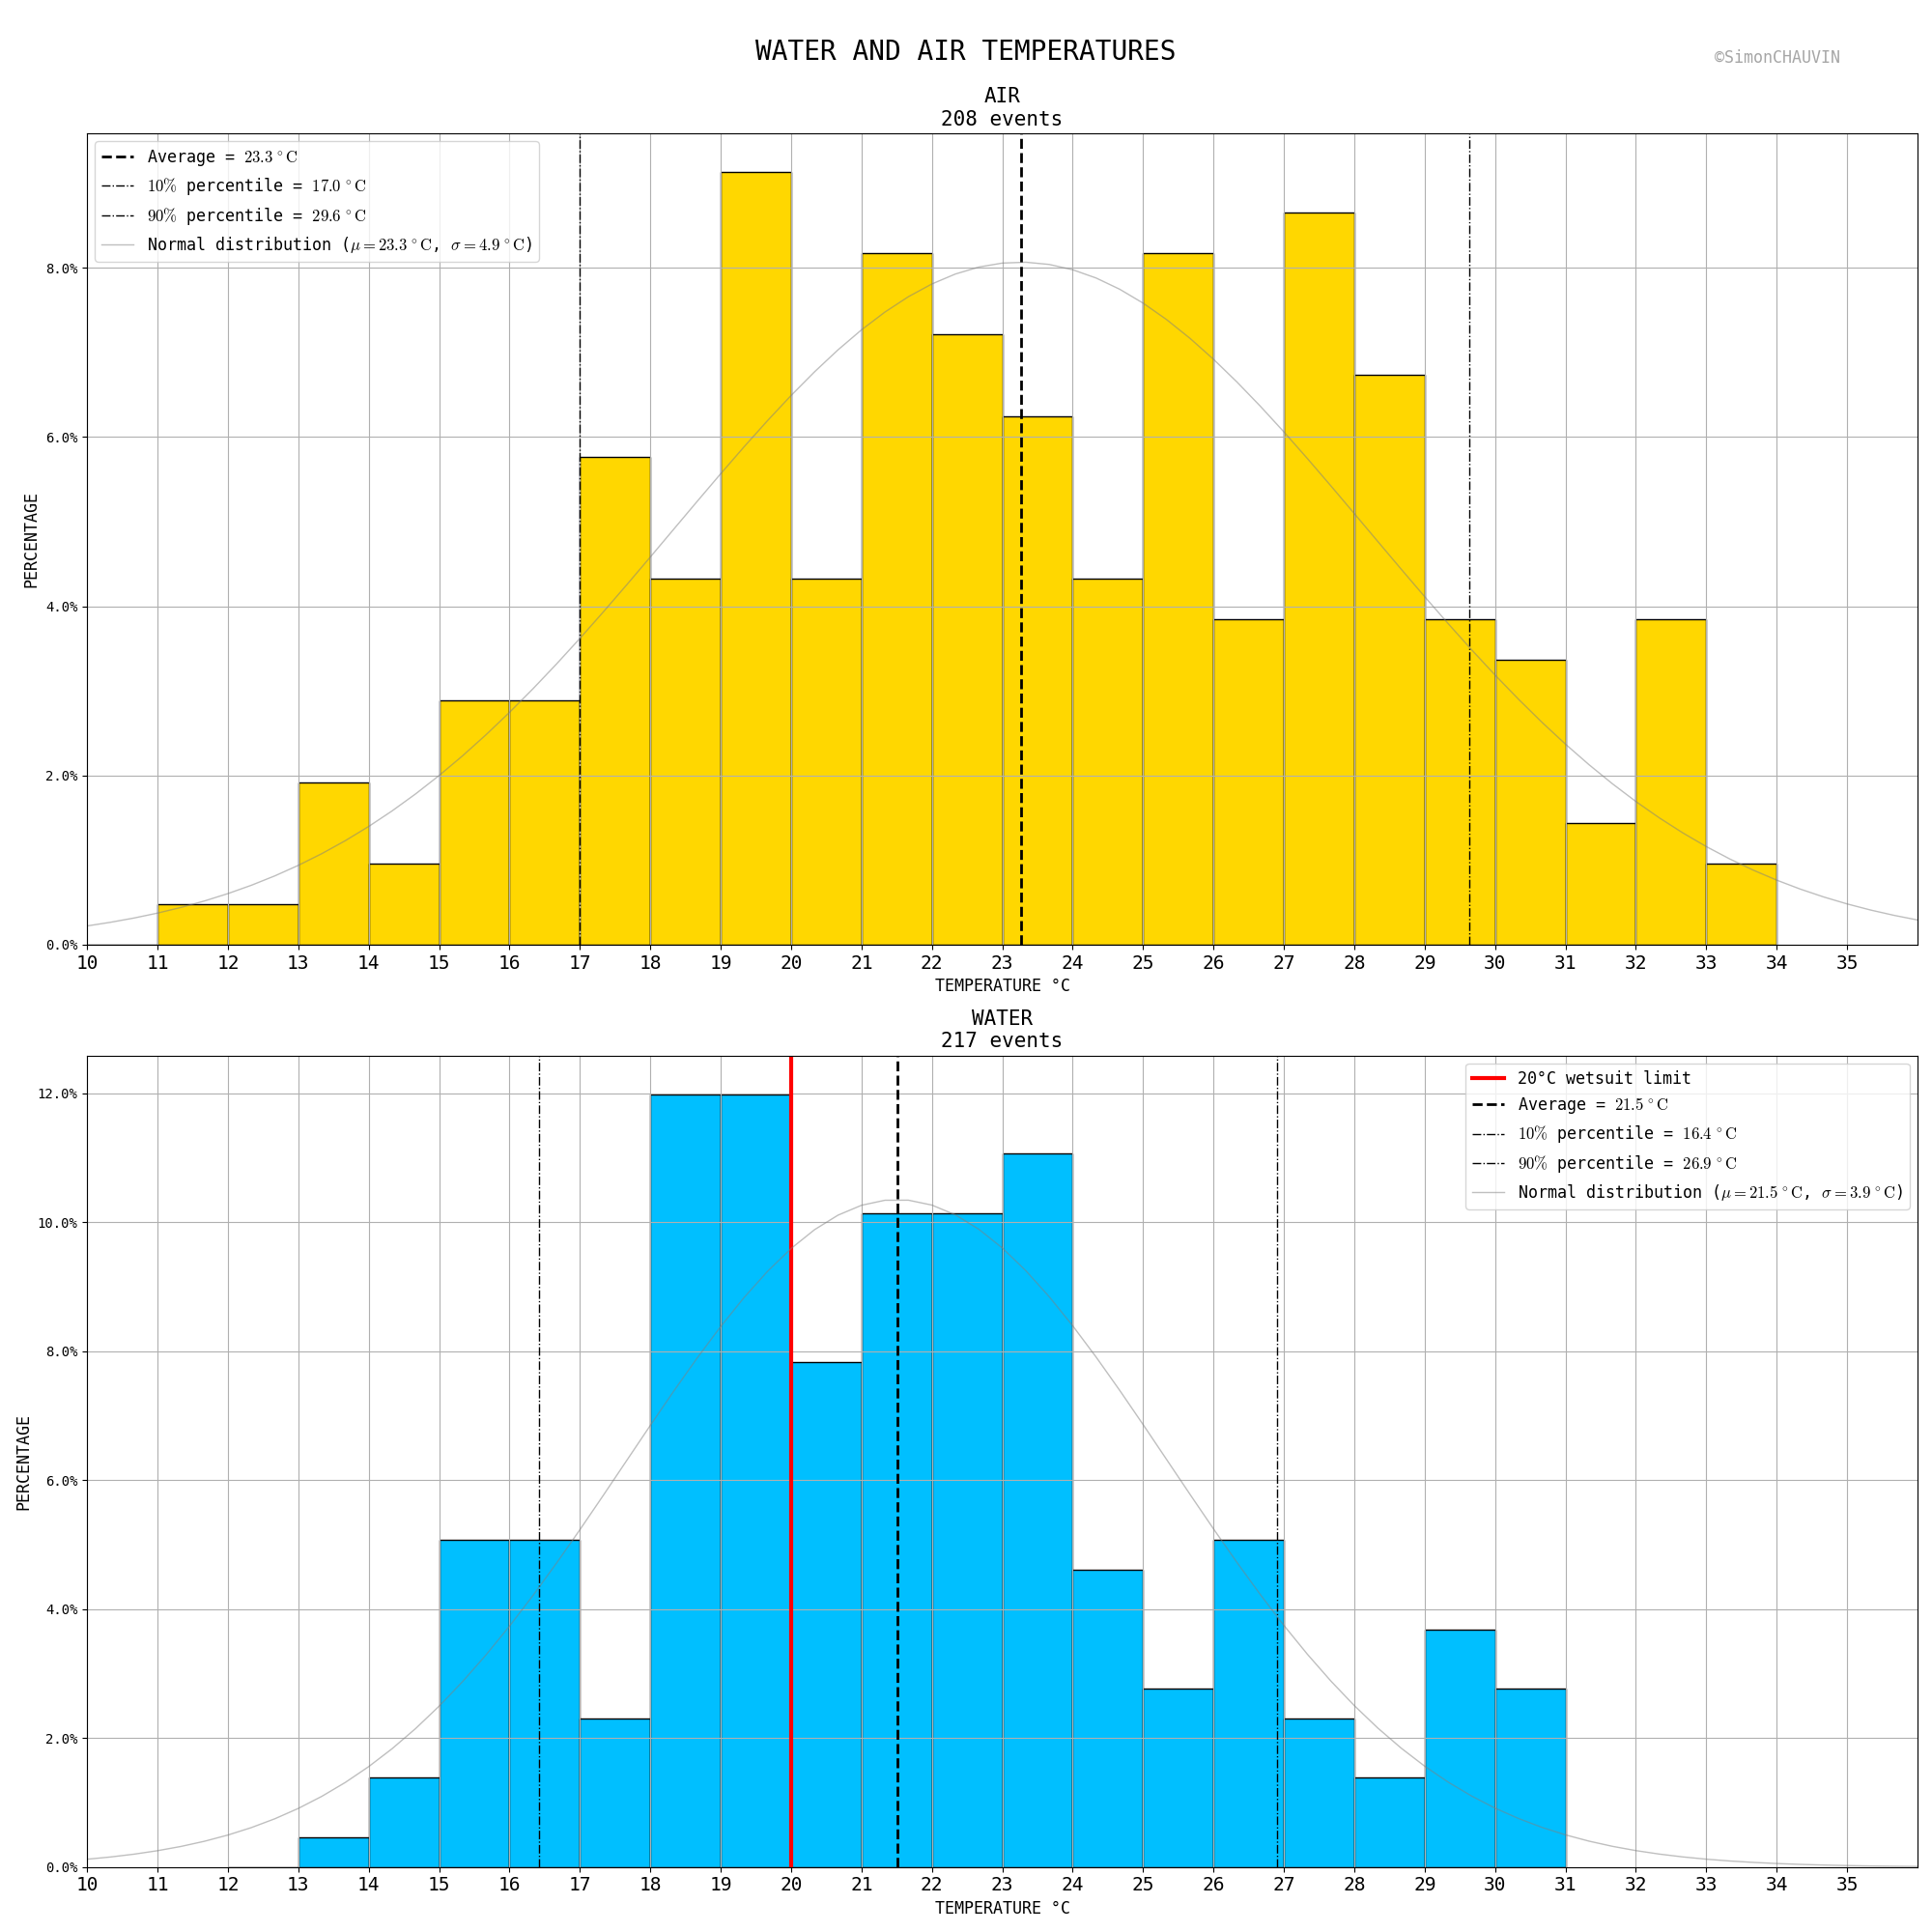 WATER AND AIR TEMPERATURES
©SimonCHAUVIN
AIR
208 events
Average = 23.3 °C
10% percentile = 17.0 °C
90% percentile = 29.6 °C
Normal distribution (μ = 23.3 °C, σ = 4.9 °C)
PERCENTAGE
8.0%
6.0%
4.0%
2.0%
0.0%
10 11 12 13 14 15 16 17 18 19 20 21 22 23 24 25 26 27 28 29 30 31 32 33 34 35
TEMPERATURE °C
WATER
217 events
20°C wetsuit limit
Average = 21.5 °C
10% percentile = 16.4 °C
90% percentile = 26.9 °C
Normal distribution (μ = 21.5 °C, σ = 3.9 °C)
PERCENTAGE
12.0%
10.0%
8.0%
6.0%
4.0%
2.0%
0.0%
10 11 12 13 14 15 16 17 18 19 20 21 22 23 24 25 26 27 28 29 30 31 32 33 34 35
TEMPERATURE °C